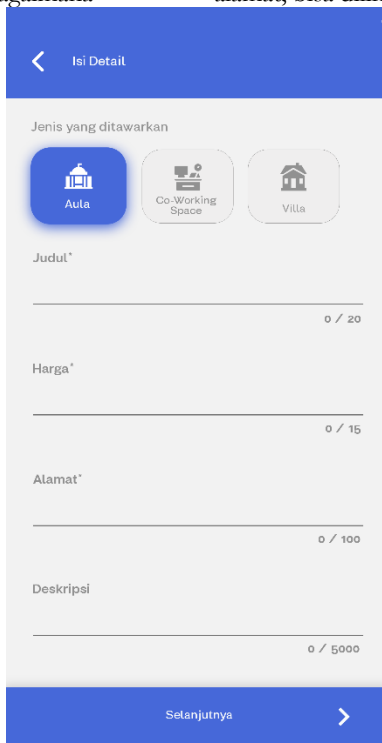 Isi Detail
Jenis yang ditawarkan
Aula
Co-Working
Space
Villa
Judul*
0 / 20
Harga*
0 / 15
Alamat*
0 / 100
Deskripsi
0 / 5000
Selanjutnya